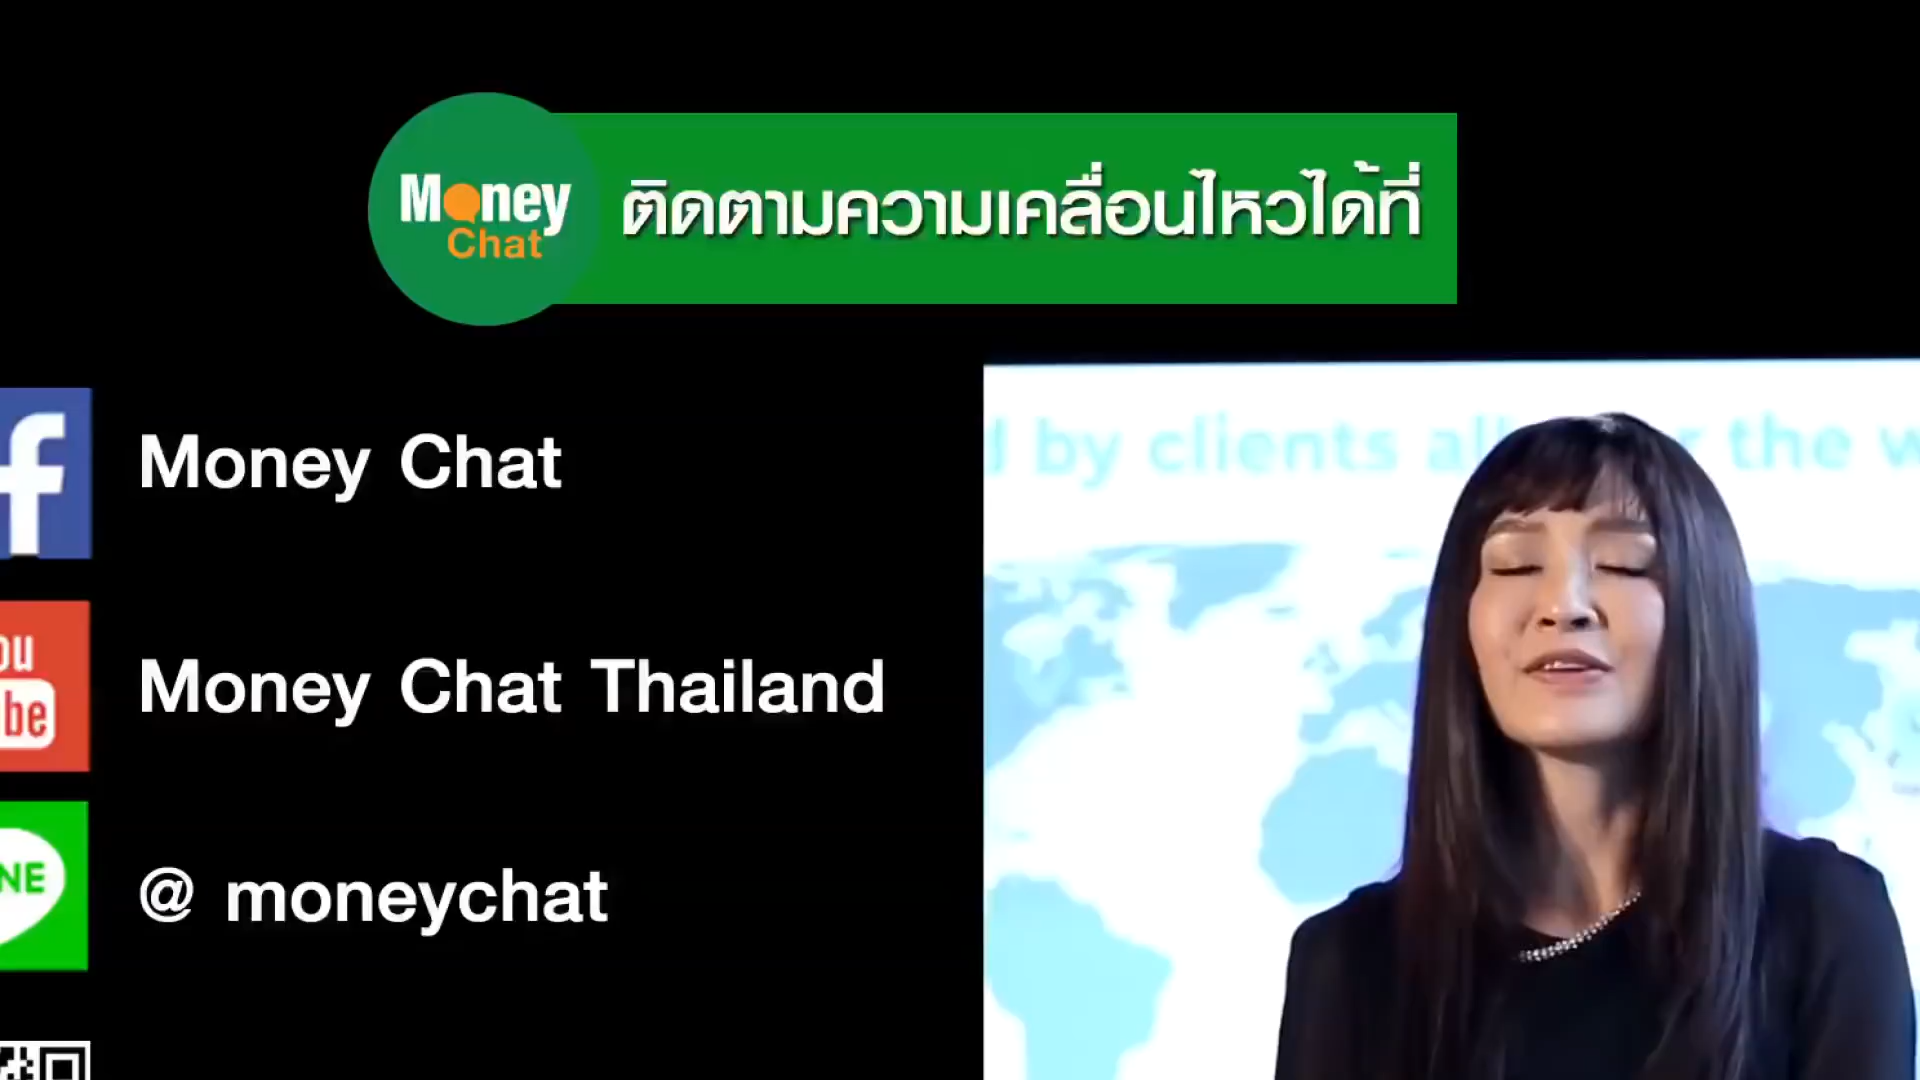 Money
Chat
ติดตามความเคลื่อนไหวได้ที่
Money Chat
Money Chat Thailand
@ moneychat
by clients
the